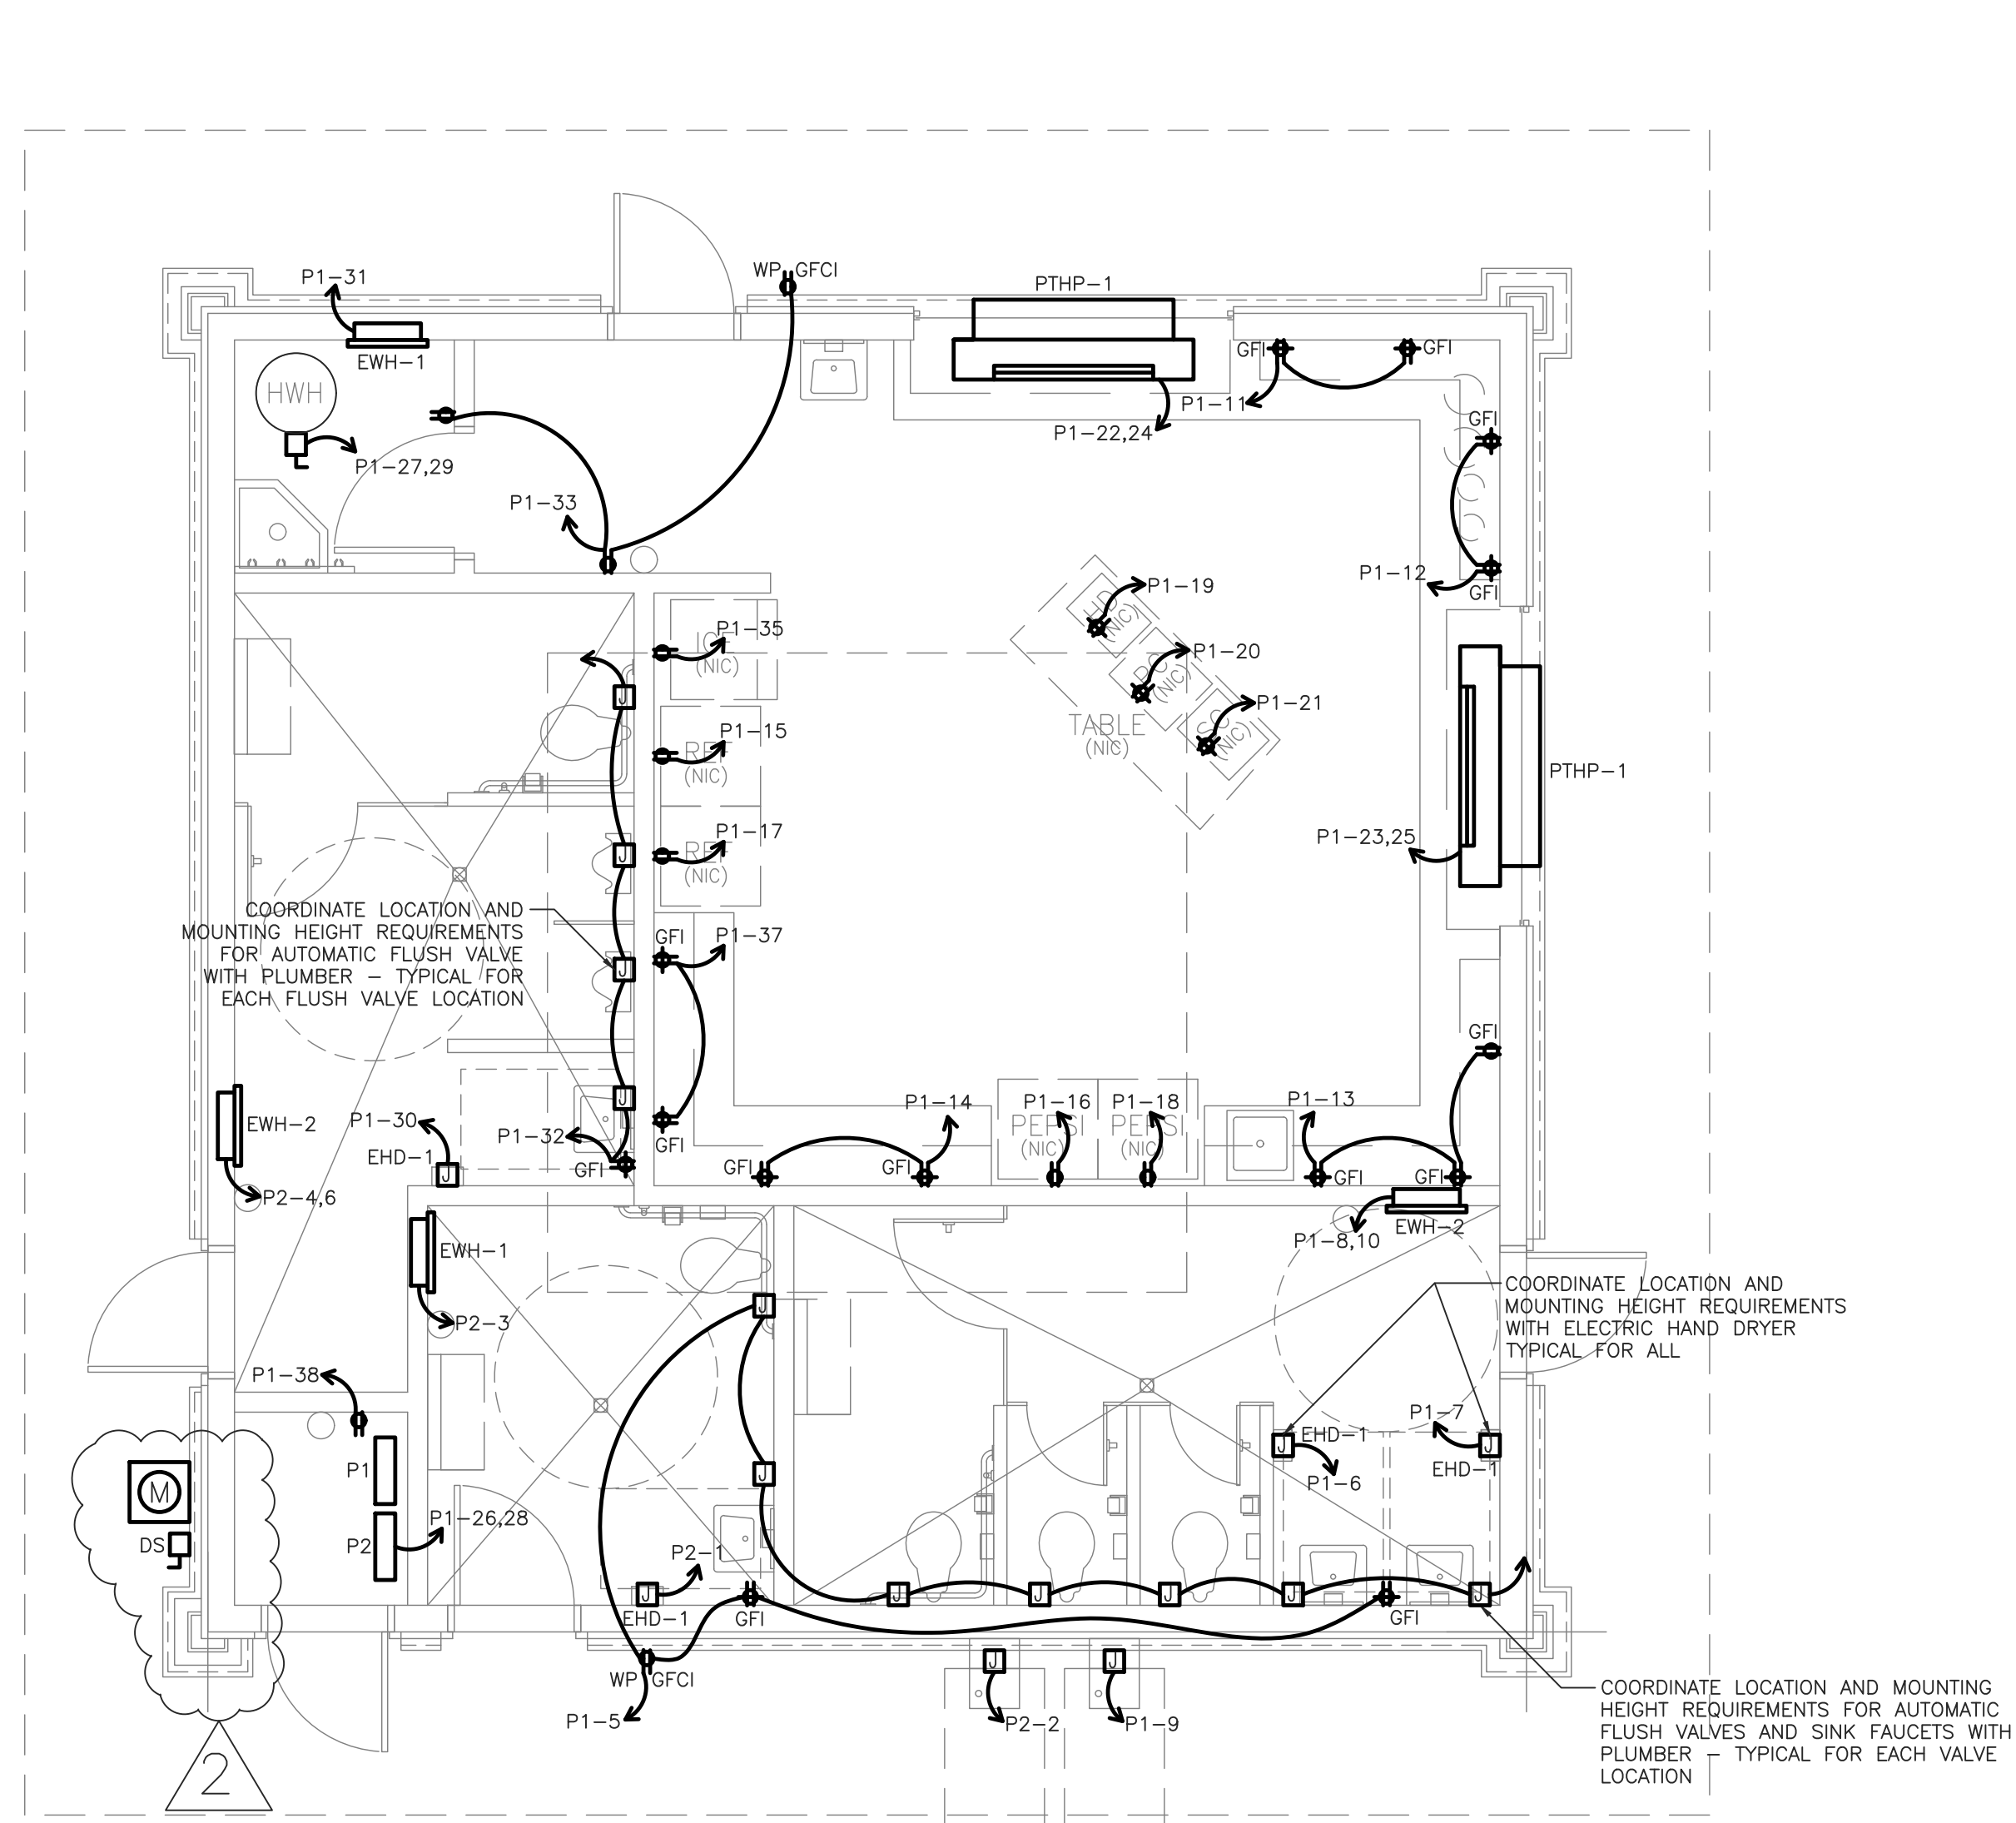 P1-31
WP GFCI
PTHP-1
EWH-1
GFI
GFI
HWH
P1-11
P1-22,24
GFI
P1-27,29
P1-33
P1-12
GFI
P1-19
HD
(NIC)
P1-35
ICE
(NIC)
P1-20
PC
(NIC)
P1-21
SC
(NIC)
TABLE
(NIC)
J
P1-15
REF
(NIC)
PTHP-1
P1-17
REF
(NIC)
P1-23,25
J
COORDINATE LOCATION AND
MOUNTING HEIGHT REQUIREMENTS
FOR AUTOMATIC FLUSH VALVE
WITH PLUMBER – TYPICAL FOR
EACH FLUSH VALVE LOCATION
J
GFI
P1-37
GFI
J
EWH-2
P1-30
P1-32
GFI
GFI
P1-14
P1-16
P1-18
PEPSI
(NIC)
PEPSI
(NIC)
P1-13
EHD-1
J
GFI
GFI
GFI
GFI
P2-4,6
EWH-2
P1-8,10
EWH-1
P2-3
J
COORDINATE LOCATION AND
MOUNTING HEIGHT REQUIREMENTS
WITH ELECTRIC HAND DRYER
TYPICAL FOR ALL
P1-38
P1-7
EHD-1
J
J
EHD-1
P1-6
J
P1
M
P1-26,28
DS
P2
P2-1
J
EHD-1
GFI
J
J
J
J
J
GFI
WP GFCI
P1-5
J
J
P2-2
P1-9
COORDINATE LOCATION AND MOUNTING
HEIGHT REQUIREMENTS FOR AUTOMATIC
FLUSH VALVES AND SINK FAUCETS WITH
PLUMBER – TYPICAL FOR EACH VALVE
LOCATION
2